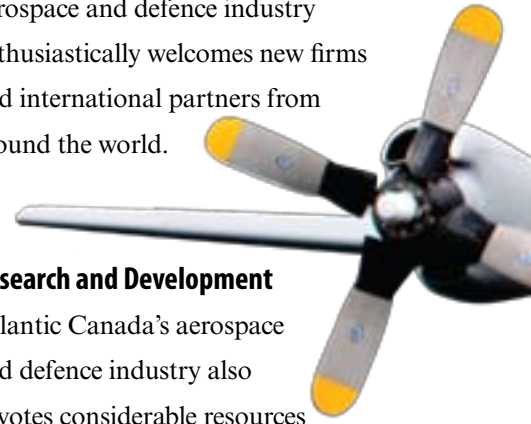 rospace and defence industry
thusiastically welcomes new firms
d international partners from
ound the world.
search and Development
lantic Canada's aerospace
d defence industry also
votes considerable resources